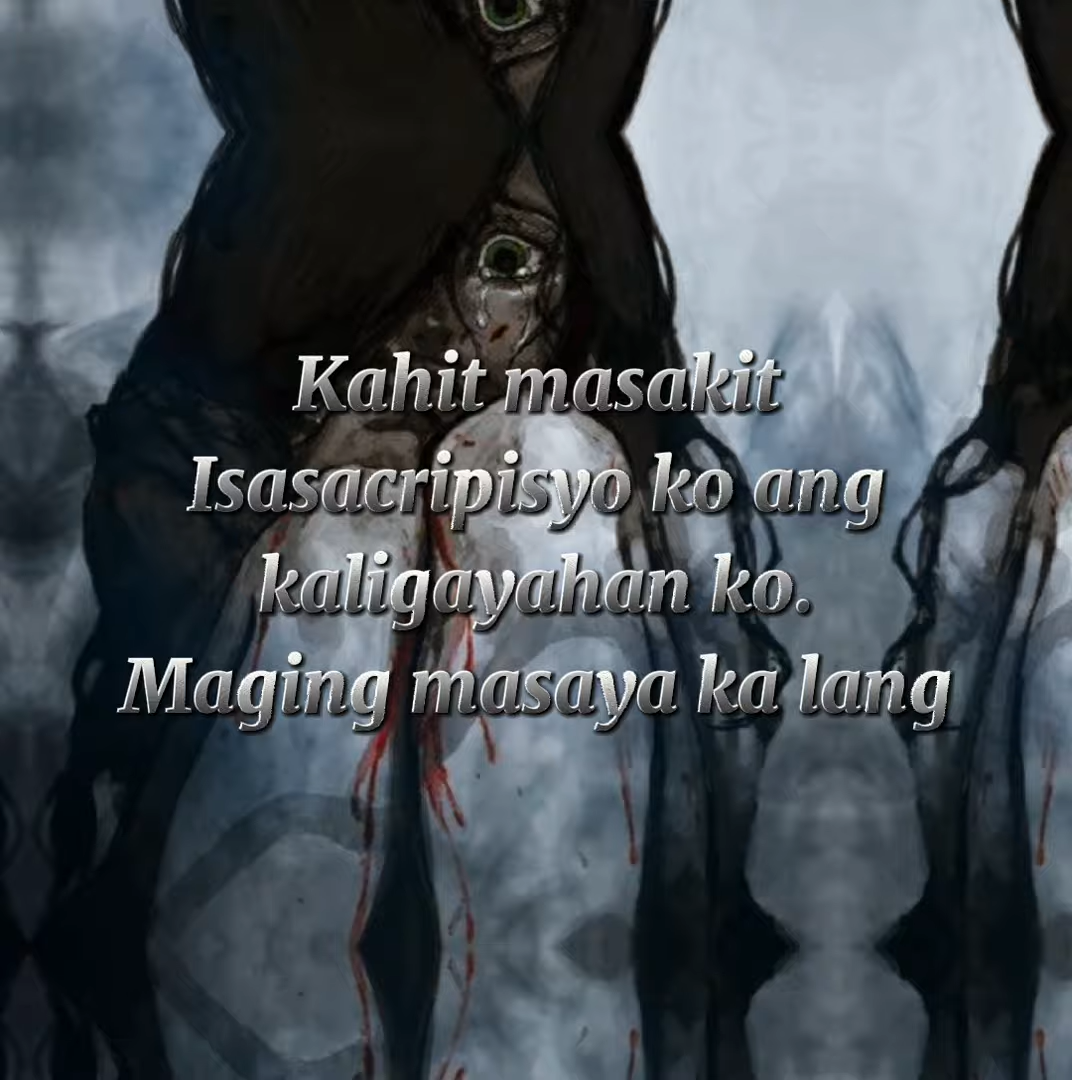 Kahit masakit
Isasacripisyo ko ang
kaligayahan ko.
Maging masaya ka lang